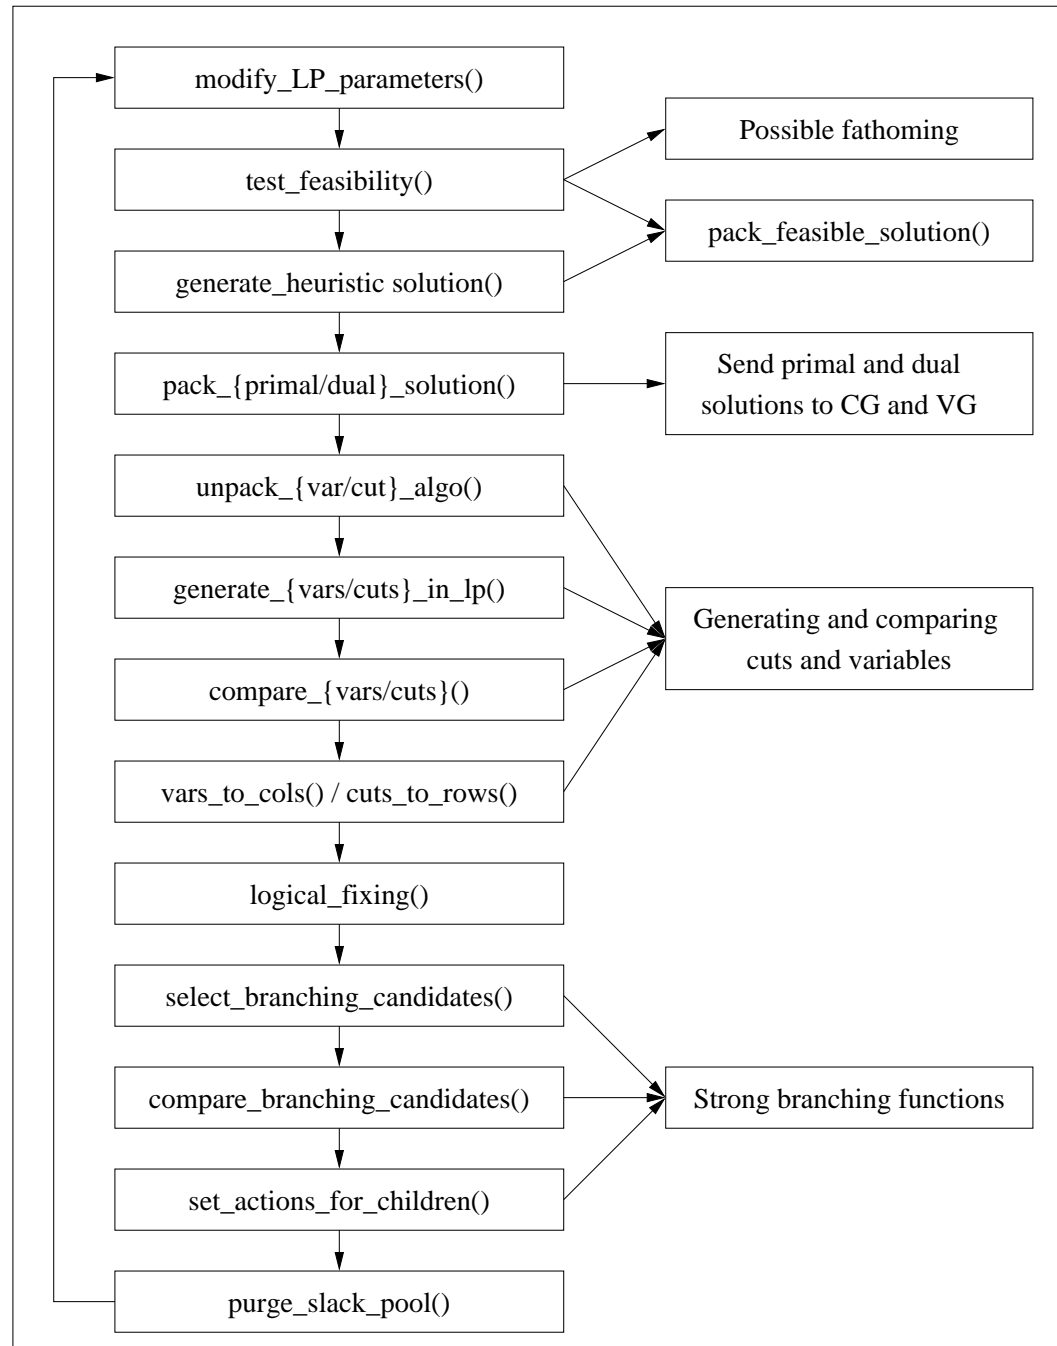 modify_LP_parameters()
Possible fathoming
test_feasibility()
pack_feasible_solution()
generate_heuristic solution()
Send primal and dual
solutions to CG and VG
pack_{primal/dual}_solution()
unpack_{var/cut}_algo()
generate_{vars/cuts}_in_lp()
Generating and comparing
cuts and variables
compare_{vars/cuts}()
vars_to_cols() / cuts_to_rows()
logical_fixing()
select_branching_candidates()
compare_branching_candidates()
Strong branching functions
set_actions_for_children()
purge_slack_pool()